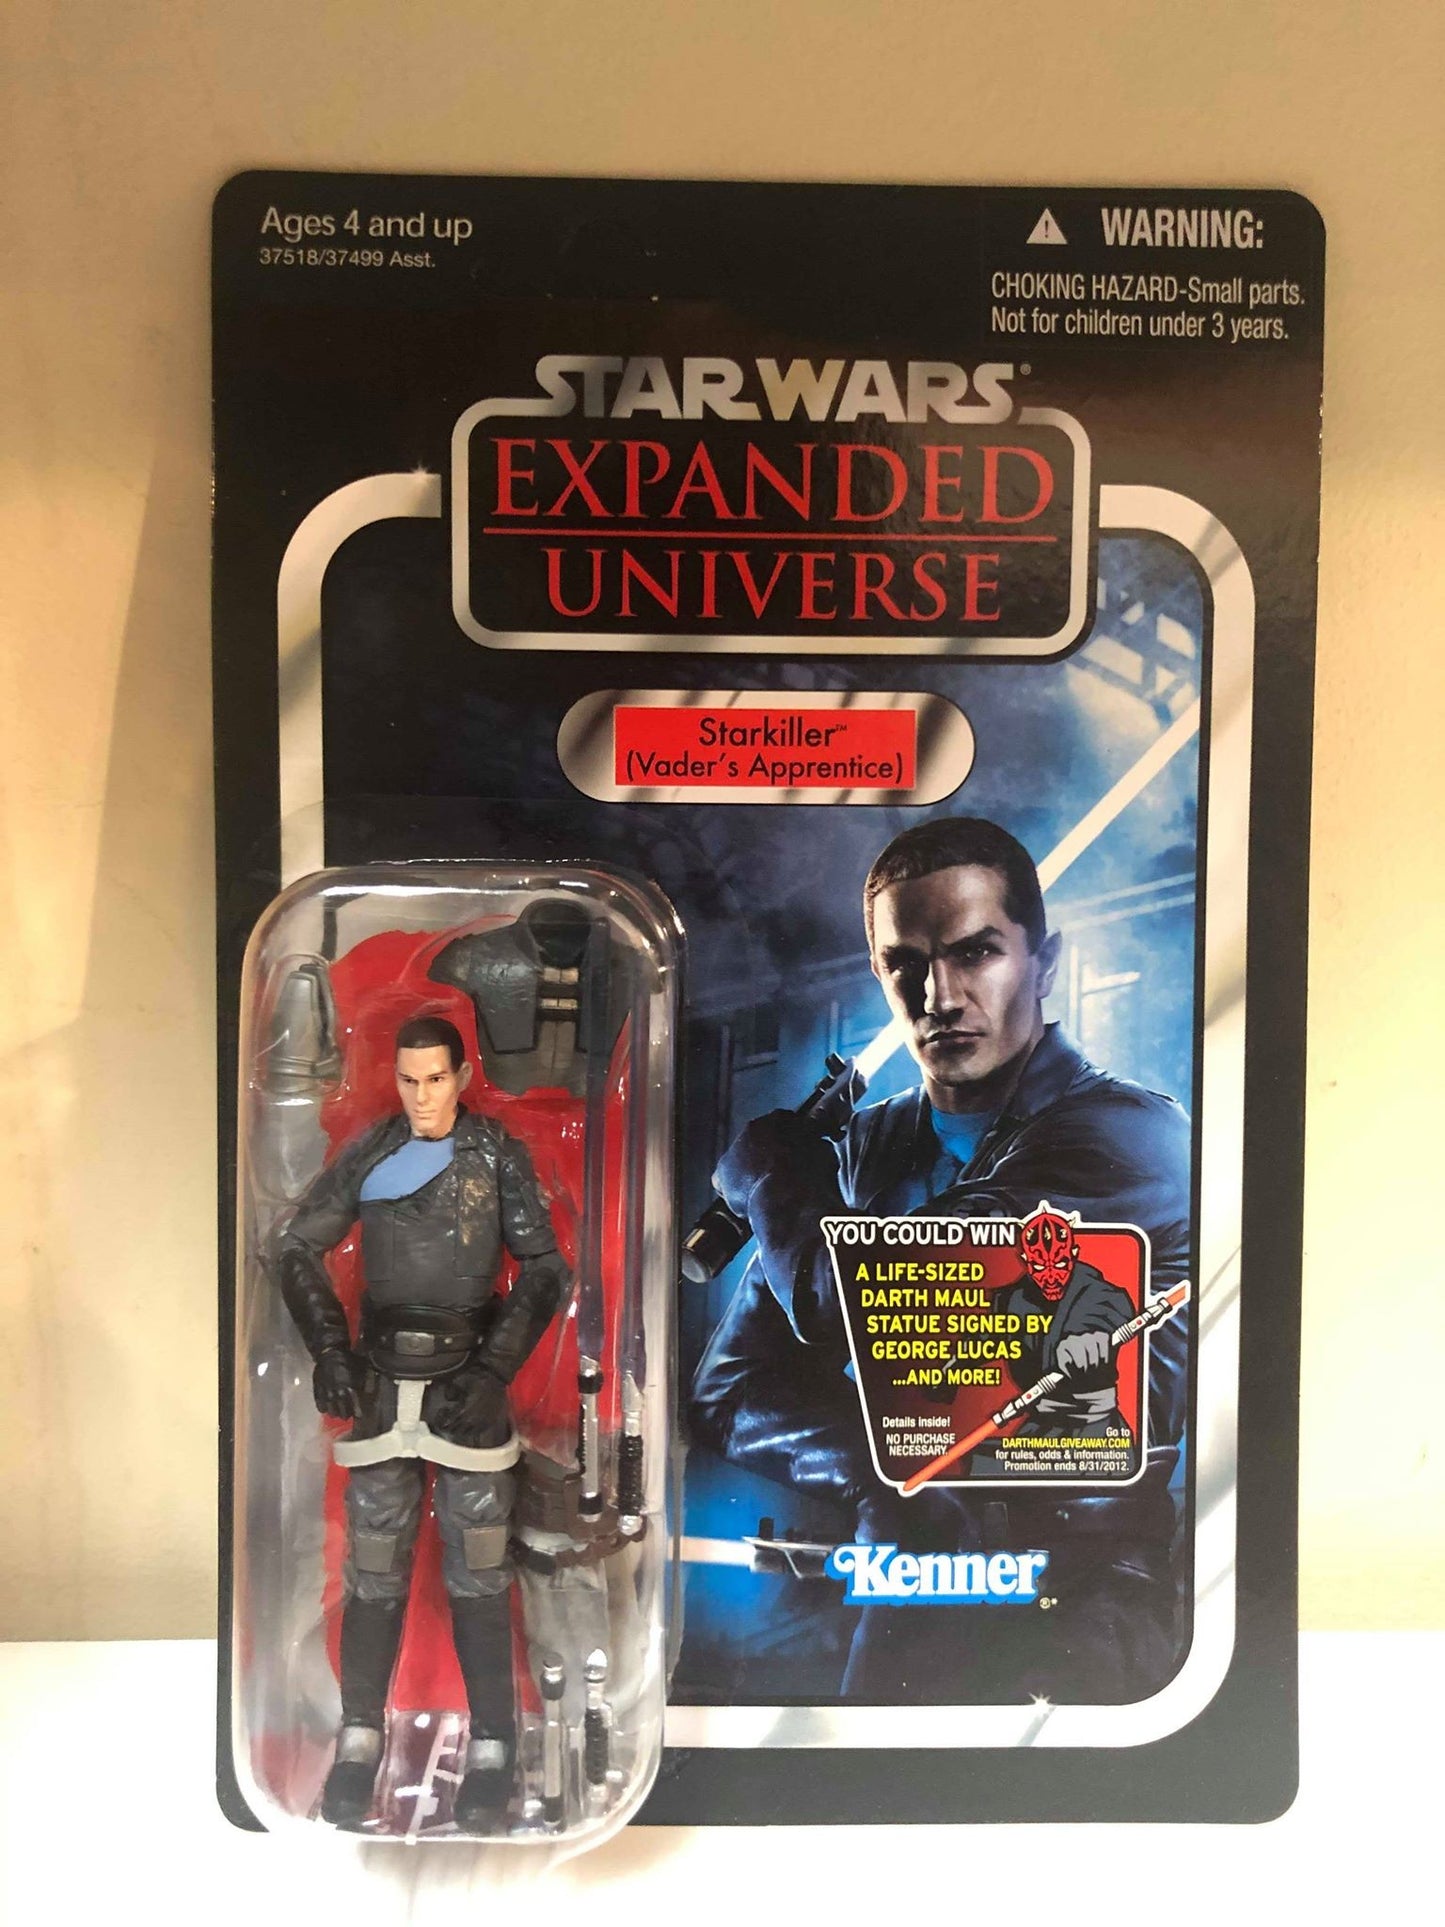 Ages 4 and up
37518/37499 Asst.
⚠ WARNING:
CHOKING HAZARD-Small parts.
Not for children under 3 years.
STAR WARS®
EXPANDED
UNIVERSE
Starkiller™
(Vader's Apprentice)
YOU COULD WIN
A LIFE-SIZED
DARTH MAUL
STATUE SIGNED BY
GEORGE LUCAS
...AND MORE!
Details inside!
NO PURCHASE
NECESSARY.
Go to
DARTHMAULGIVEAWAY.COM
for rules, odds & information.
Promotion ends 8/31/2012.
Kenner
®*